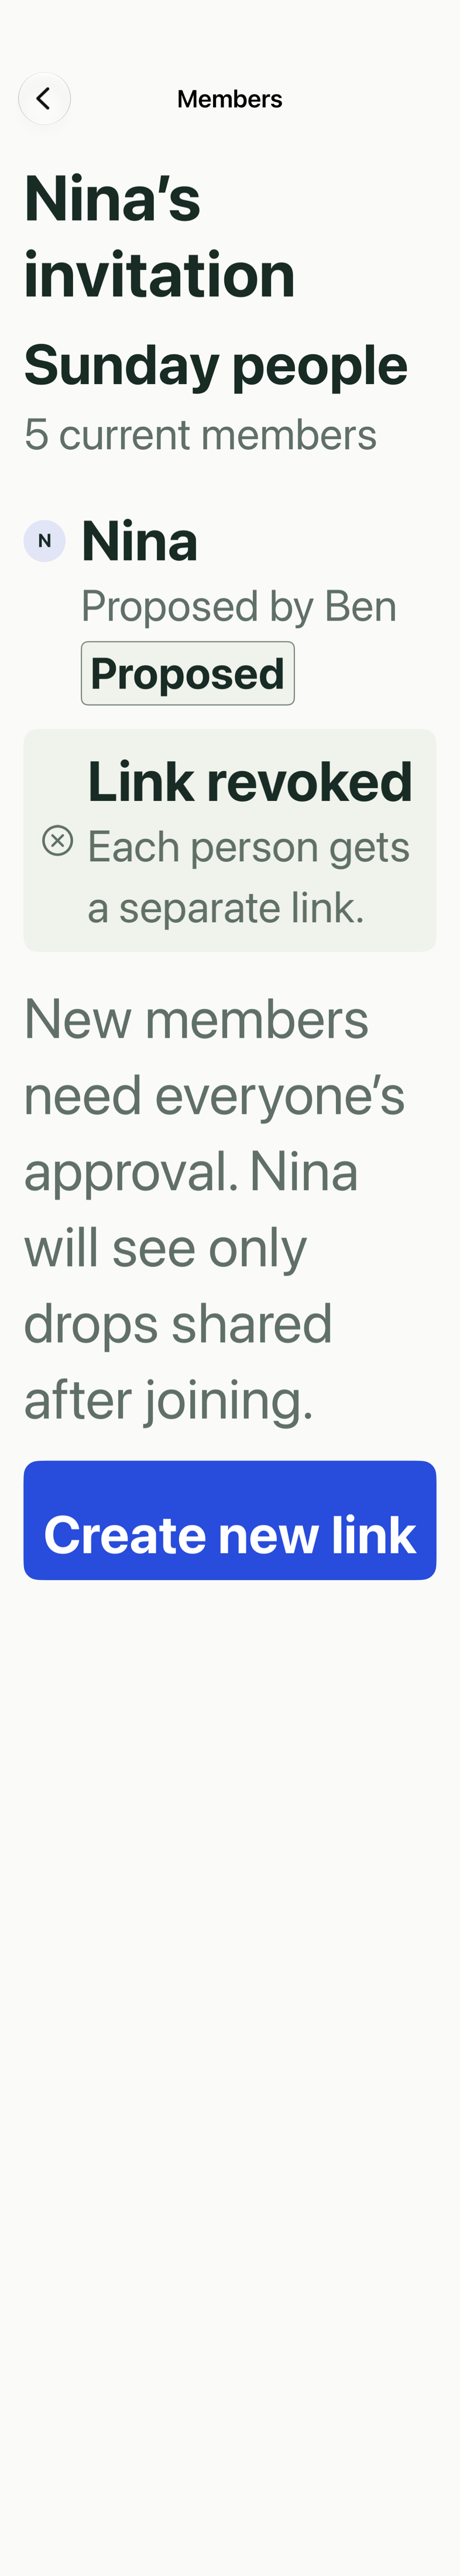 Members
Nina’s
invitation
Sunday people
5 current members
N
Nina
Proposed by Ben
Proposed
Link revoked
Each person gets
a separate link.
New members
need everyone’s
approval. Nina
will see only
drops shared
after joining.
Create new link